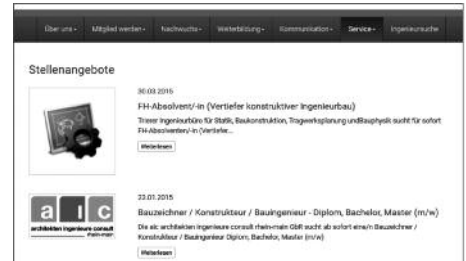 Über uns Mitglied werden Nachwuchs Weiterbildung Kommunikation Service Ingenieursuche
Stellenangebote
30.03.2015
FH-Absolvent/-in (Vertiefer konstruktiver Ingenieurbau)
Trierer Ingenieurbüro für Statik, Baukonstruktion, Tragwerksplanung undBauphysik sucht für sofort
FH-Absolventen/-in (Vertiefer...
Weiterlesen
23.01.2015
a i c
architekten ingenieure consult
rhein-main
Bauzeichner / Konstrukteur / Bauingenieur - Diplom, Bachelor, Master (m/w)
Die aic architekten ingenieure consult rhein-main GbR sucht ab sofort eine/n Bauzeichner /
Konstrukteur / Bauingenieur Diplom, Bachelor, Master (m/w)
Weiterlesen